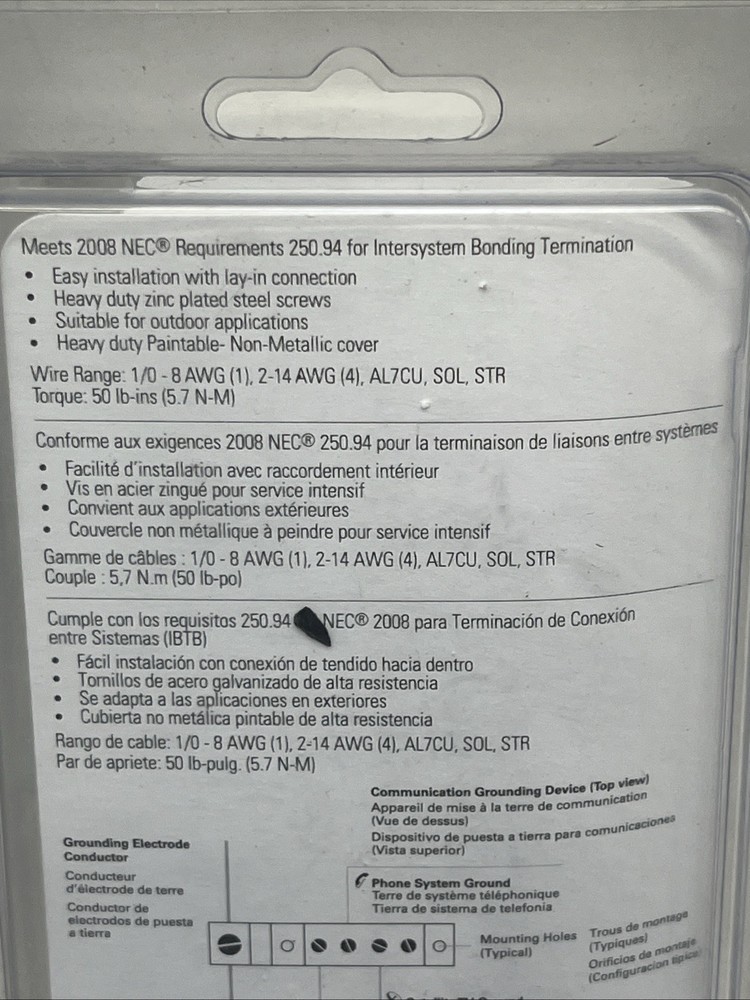 Meets 2008 NEC® Requirements 250.94 for Intersystem Bonding Termination
• Easy installation with lay-in connection
• Heavy duty zinc plated steel screws
• Suitable for outdoor applications
• Heavy duty Paintable- Non-Metallic cover
Wire Range: 1/0 - 8 AWG (1), 2-14 AWG (4), AL7CU, SOL, STR
Torque: 50 lb-ins (5.7 N-M)
Conforme aux exigences 2008 NEC® 250.94 pour la terminaison de liaisons entre systèmes
• Facilité d'installation avec raccordement intérieur
• Vis en acier zingué pour service intensif
• Convient aux applications extérieures
• Couvercle non métallique à peindre pour service intensif
Gamme de câbles : 1/0 - 8 AWG (1), 2-14 AWG (4), AL7CU, SOL, STR
Couple : 5,7 N.m (50 lb-po)
Cumple con los requisitos 250.94 NEC® 2008 para Terminación de Conexión
entre Sistemas (IBTB)
• Fácil instalación con conexión de tendido hacia dentro
• Tornillos de acero galvanizado de alta resistencia
• Se adapta a las aplicaciones en exteriores
• Cubierta no metálica pintable de alta resistencia
Rango de cable: 1/0 - 8 AWG (1), 2-14 AWG (4), AL7CU, SOL, STR
Par de apriete: 50 lb-pulg. (5.7 N-M)
Communication Grounding Device (Top view)
Appareil de mise à la terre de communication
(Vue de dessus)
Dispositivo de puesta a tierra para comunicaciones
(Vista superior)
Grounding Electrode
Conductor
Conducteur
d'électrode de terre
Conductor de
electrodos de puesta
a tierra
Phone System Ground
Terre de système téléphonique
Tierra de sistema de telefonía
Mounting Holes
(Typical)
Trous de montage
(Typiques)
Orificios de montaje
(Configuracion tipica)